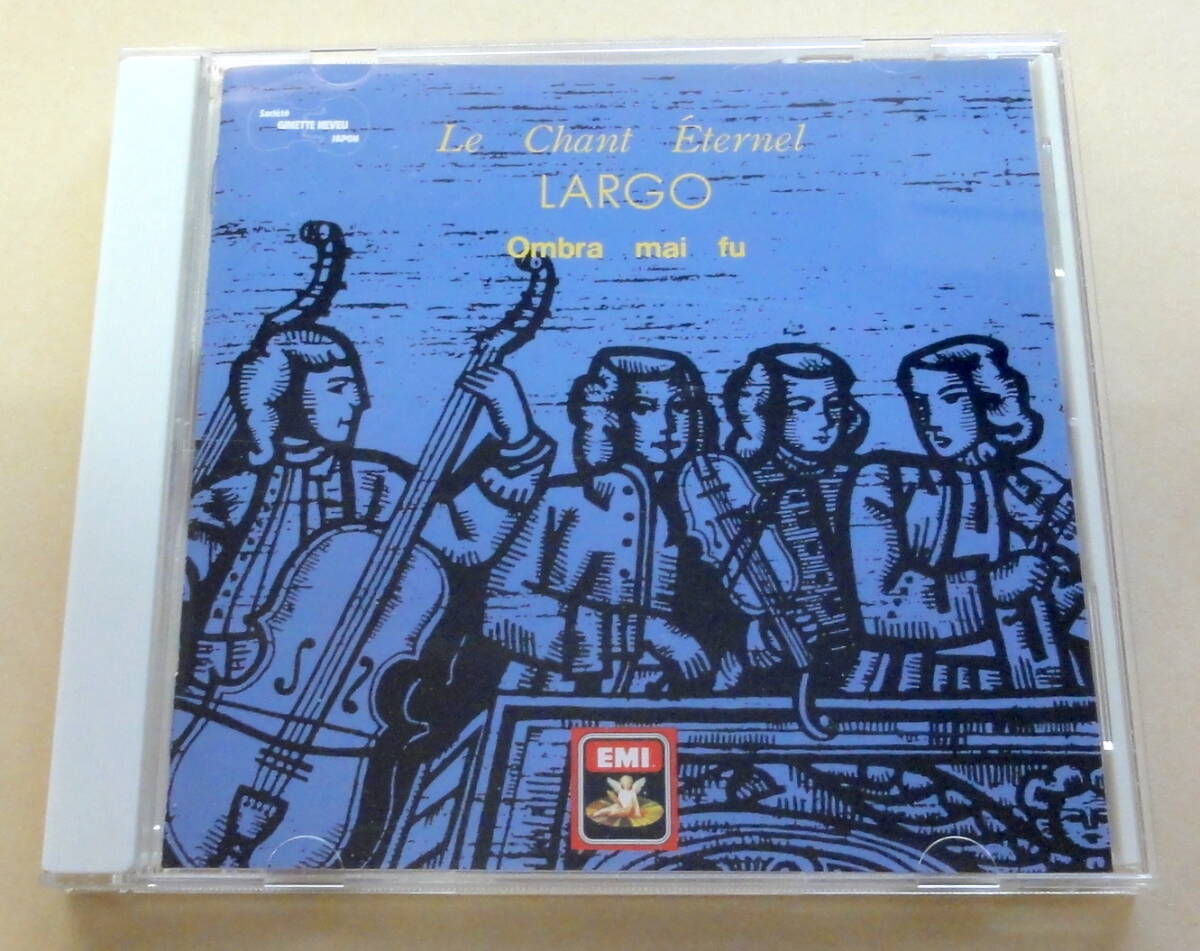 Société
GINETTE NEVEU
JAPON
Le Chant Éternel
LARGO
Ombra mai fu
EMI